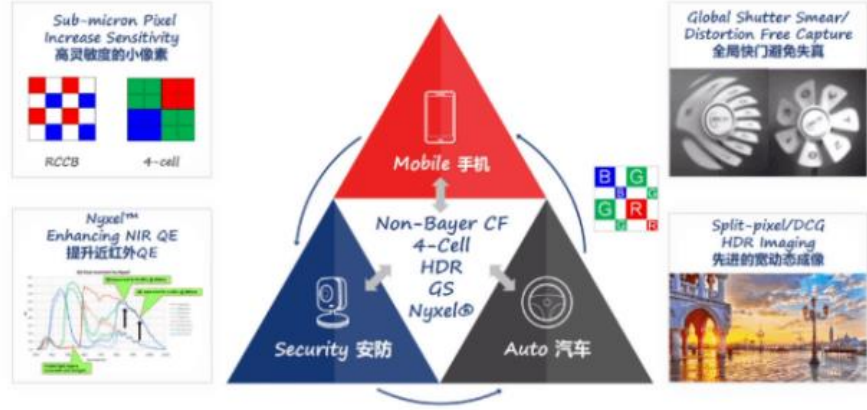 Sub-micron Pixel
Increase Sensitivity
高灵敏度的小像素
RCCB
4-cell
Global Shutter Smear/
Distortion Free Capture
全局快门避免失真
Mobile 手机
B G
B G
G R
G R
Nyxel™
Enhancing NIR QE
提升近红外QE
Non-Bayer CF
4-Cell
HDR
GS
Nyxel®
Split-pixel/DCG
HDR Imaging
先进的宽动态成像
Security 安防
Auto 汽车